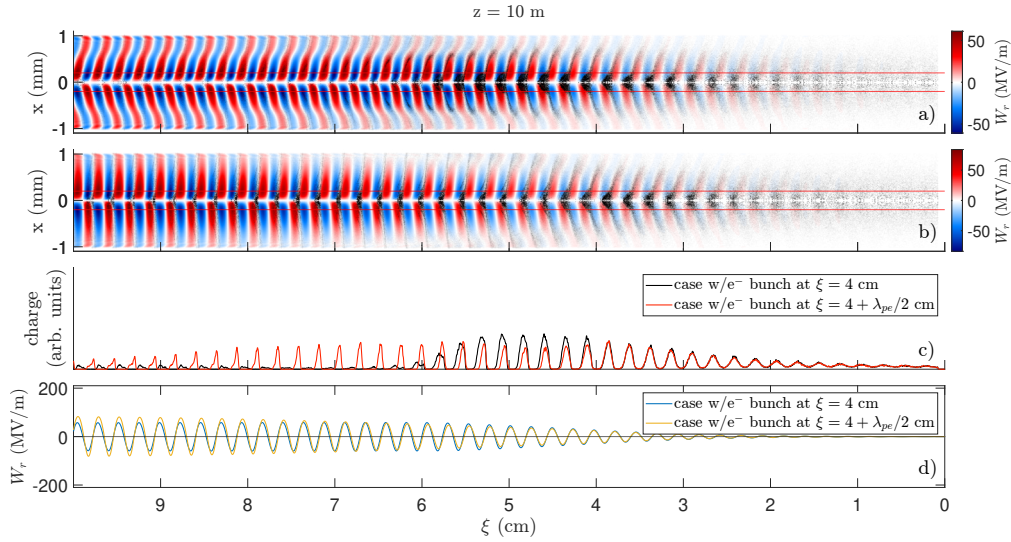 z = 10 m
1
0
-1
x (mm)
a)
50
0
-50
W_r (MV/m)
1
0
-1
x (mm)
b)
50
0
-50
W_r (MV/m)
charge
(arb. units)
case w/e⁻ bunch at ξ = 4 cm
case w/e⁻ bunch at ξ = 4 + λ_pe/2 cm
c)
200
0
-200
W_r (MV/m)
case w/e⁻ bunch at ξ = 4 cm
case w/e⁻ bunch at ξ = 4 + λ_pe/2 cm
d)
9 8 7 6 5 4 3 2 1 0
ξ (cm)